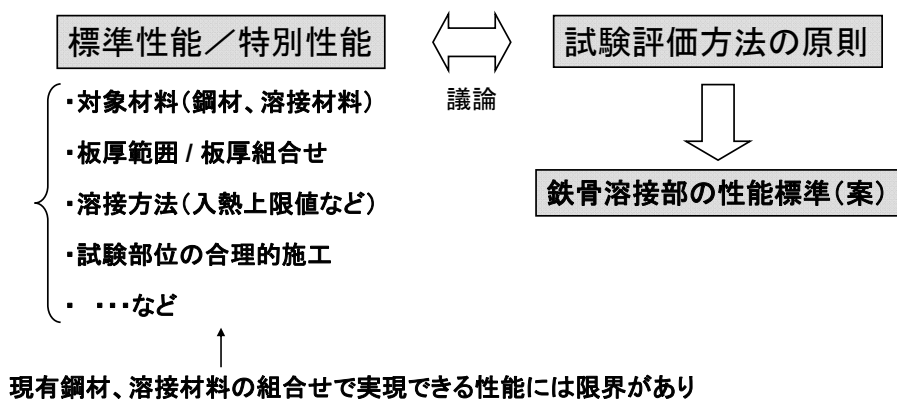 標準性能／特別性能
試験評価方法の原則
議論
・対象材料（鋼材、溶接材料）
・板厚範囲 / 板厚組合せ
・溶接方法（入熱上限値など）
・試験部位の合理的施工
・ ・・・など
鉄骨溶接部の性能標準（案）
現有鋼材、溶接材料の組合せで実現できる性能には限界があり